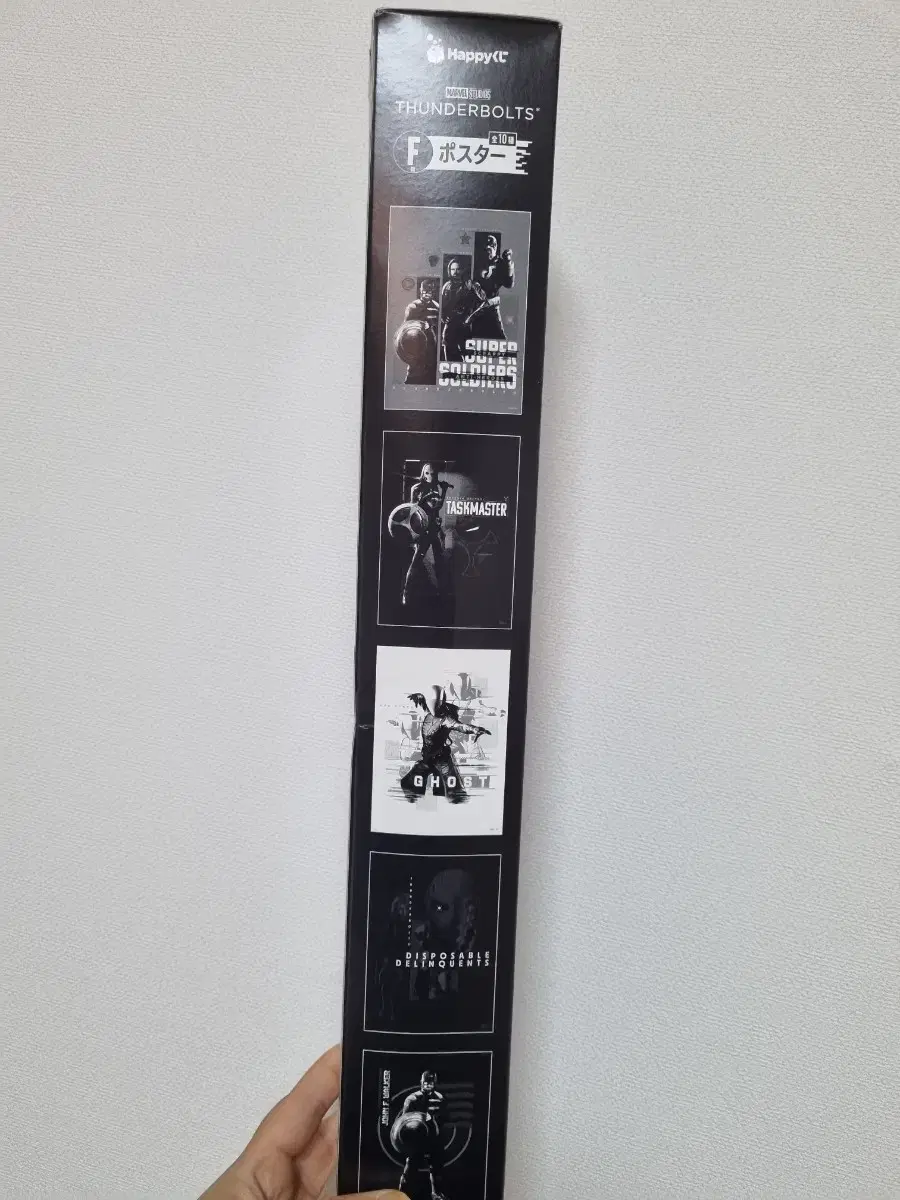 Happyくじ
MARVEL STUDIOS
THUNDERBOLTS*
F
賞
全10種
ポスター
SUPER
SOLDIERS
TASKMASTER
GHOST
DISPOSABLE
DELINQUENTS
JOHN F. WALKER